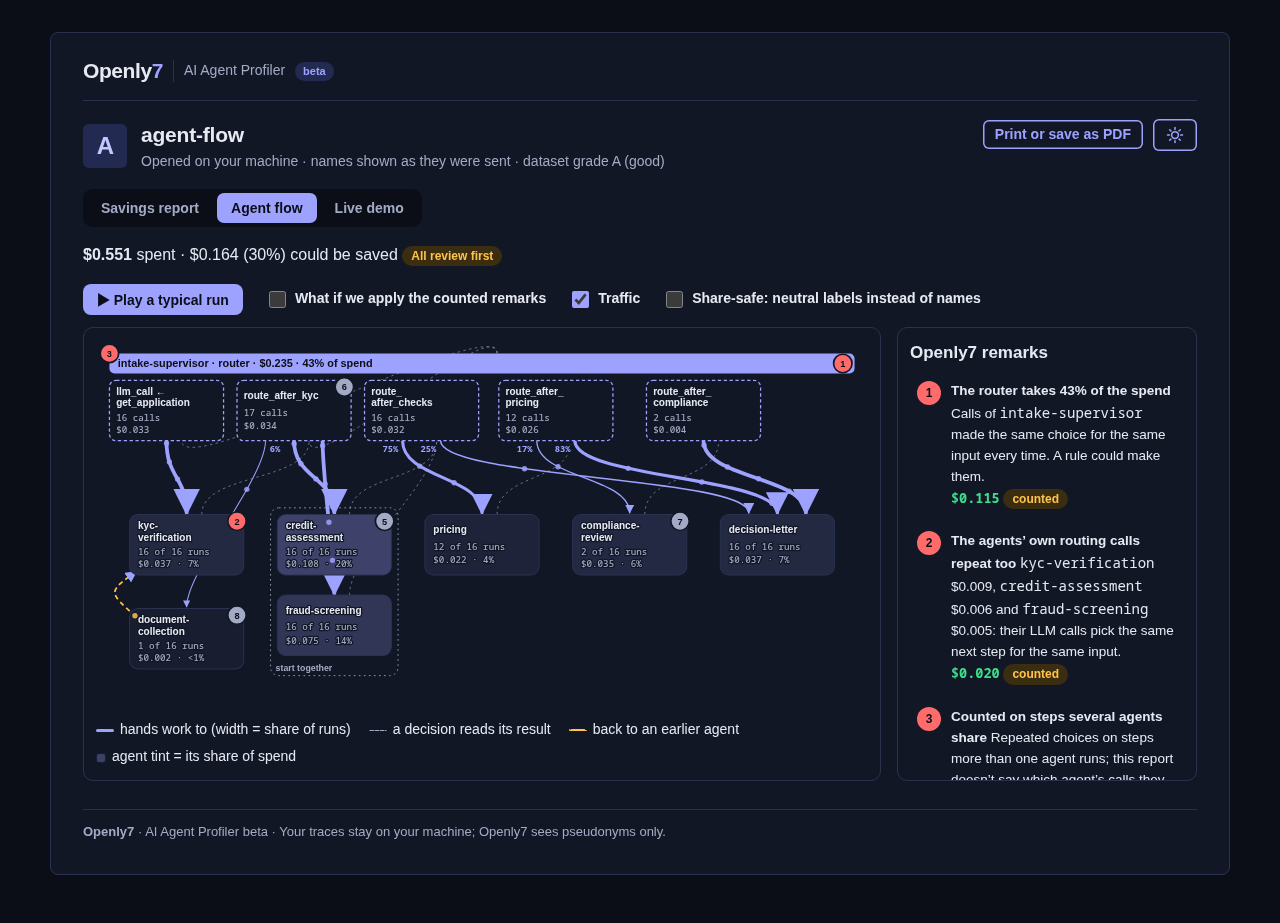 Openly7 AI Agent Profiler beta
A
agent-flow
Opened on your machine · names shown as they were sent · dataset grade A (good)
Print or save as PDF
Savings report Agent flow Live demo
$0.551 spent · $0.164 (30%) could be saved All review first
Play a typical run What if we apply the counted remarks Traffic Share-safe: neutral labels instead of names
3
intake-supervisor · router · $0.235 · 43% of spend
1
llm_call ←
get_application
16 calls
$0.033
route_after_kyc
17 calls
$0.034
6
route_
after_checks
16 calls
$0.032
route_after_
pricing
12 calls
$0.026
route_after_
compliance
2 calls
$0.004
6% 75% 25% 17% 83%
kyc-
verification
16 of 16 runs
$0.037 · 7%
2
credit-
assessment
16 of 16 runs
$0.108 · 20%
5
pricing
12 of 16 runs
$0.022 · 4%
compliance-
review
2 of 16 runs
$0.035 · 6%
7
decision-letter
16 of 16 runs
$0.037 · 7%
document-
collection
1 of 16 runs
$0.002 · <1%
8
fraud-screening
16 of 16 runs
$0.075 · 14%
start together
hands work to (width = share of runs) a decision reads its result back to an earlier agent
agent tint = its share of spend
Openly7 remarks
1
The router takes 43% of the spend
Calls of intake-supervisor
made the same choice for the same
input every time. A rule could make
them.
$0.115 counted
2
The agents’ own routing calls
repeat too kyc-verification
$0.009, credit-assessment
$0.006 and fraud-screening
$0.005: their LLM calls pick the same
next step for the same input.
$0.020 counted
3
Counted on steps several agents
share Repeated choices on steps
more than one agent runs; this report
doesn’t say which agent’s calls they
Openly7 · AI Agent Profiler beta · Your traces stay on your machine; Openly7 sees pseudonyms only.